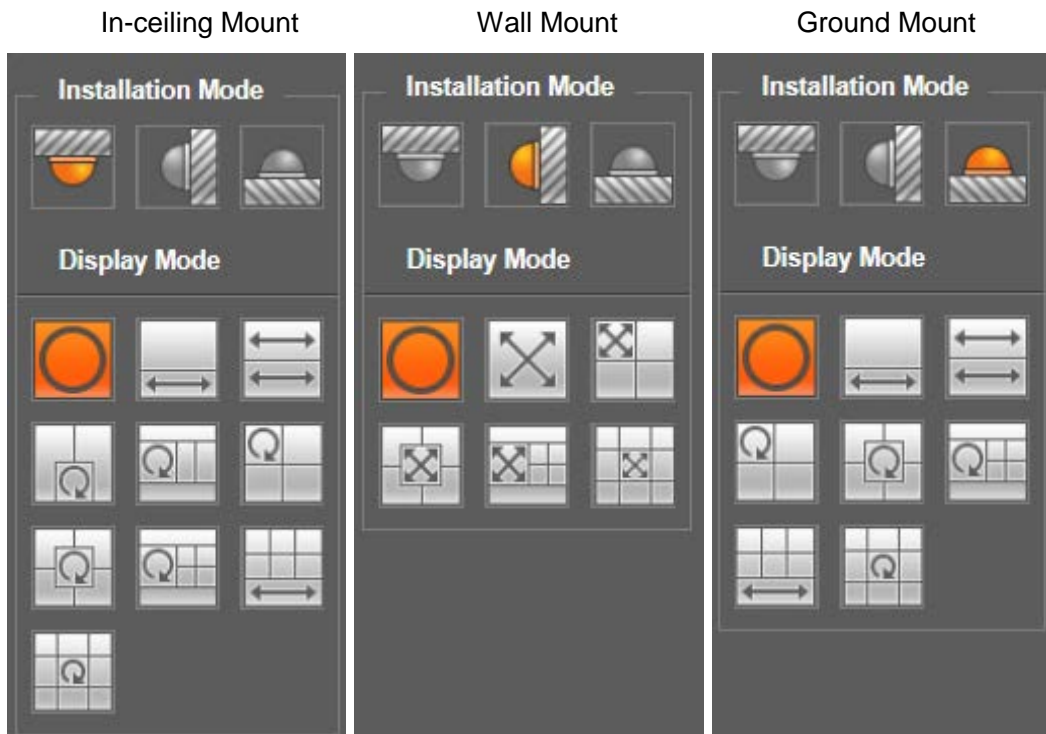 In-ceiling Mount
Wall Mount
Ground Mount
Installation Mode
Installation Mode
Installation Mode
Display Mode
Display Mode
Display Mode